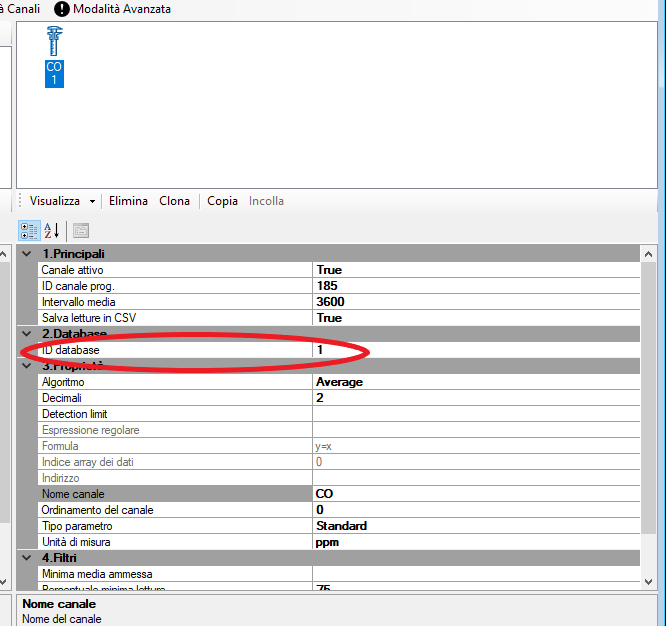 à Canali ! Modalità Avanzata
CO
1
Visualizza Elimina Clona Copia Incolla
A
Z
1.Principali
Canale attivo True
ID canale prog. 185
Intervallo media 3600
Salva letture in CSV True
2.Database
ID database 1
3.Proprietà
Algoritmo Average
Decimali 2
Detection limit
Espressione regolare
Formula y=x
Indice array dei dati 0
Indirizzo
Nome canale CO
Ordinamento del canale 0
Tipo parametro Standard
Unità di misura ppm
4.Filtri
Minima media ammessa
Percentuale minima letture 75
Nome canale
Nome del canale